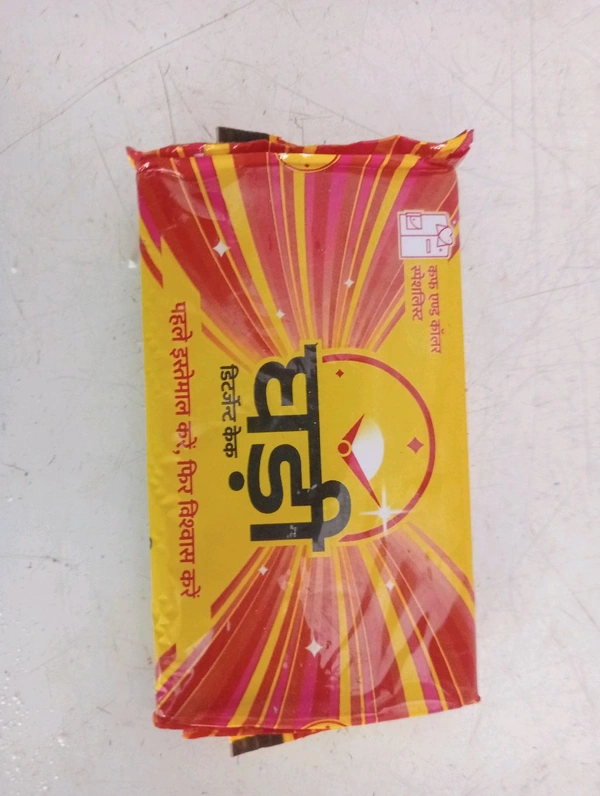 कफ एण्ड कॉलर
स्पेशलिस्ट
घड़ी
डिटर्जेन्ट केक
पहले इस्तेमाल करें, फिर विश्वास करें